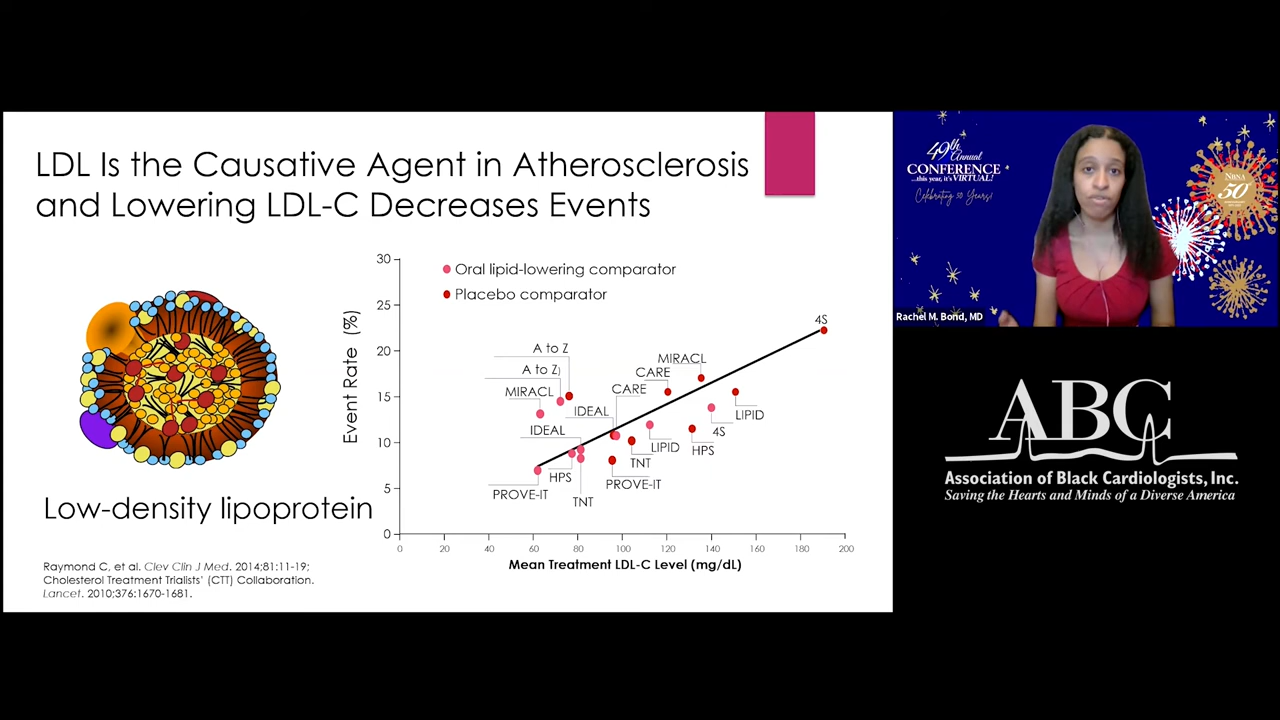 LDL Is the Causative Agent in Atherosclerosis
and Lowering LDL-C Decreases Events
Low-density lipoprotein
Raymond C, et al. Clev Clin J Med. 2014;81:11-19;
Cholesterol Treatment Trialists' (CTT) Collaboration.
Lancet. 2010;376:1670-1681.
Event Rate (%)
30
25
20
15
10
5
0
Oral lipid-lowering comparator
Placebo comparator
4S
A to Z
MIRACL
A to Z
CARE
MIRACL
CARE
IDEAL
LIPID
IDEAL
4S
LIPID
HPS
TNT
HPS
PROVE-IT
PROVE-IT
TNT
0
20
40
60
80
100
120
140
160
180
200
Mean Treatment LDL-C Level (mg/dL)
49th
Annual
CONFERENCE
...this year, it's VIRTUAL!
Celebrating 50 Years!
NBNA
50
Rachel M. Bond, MD
ABC
Association of Black Cardiologists, Inc.
Saving the Hearts and Minds of a Diverse America